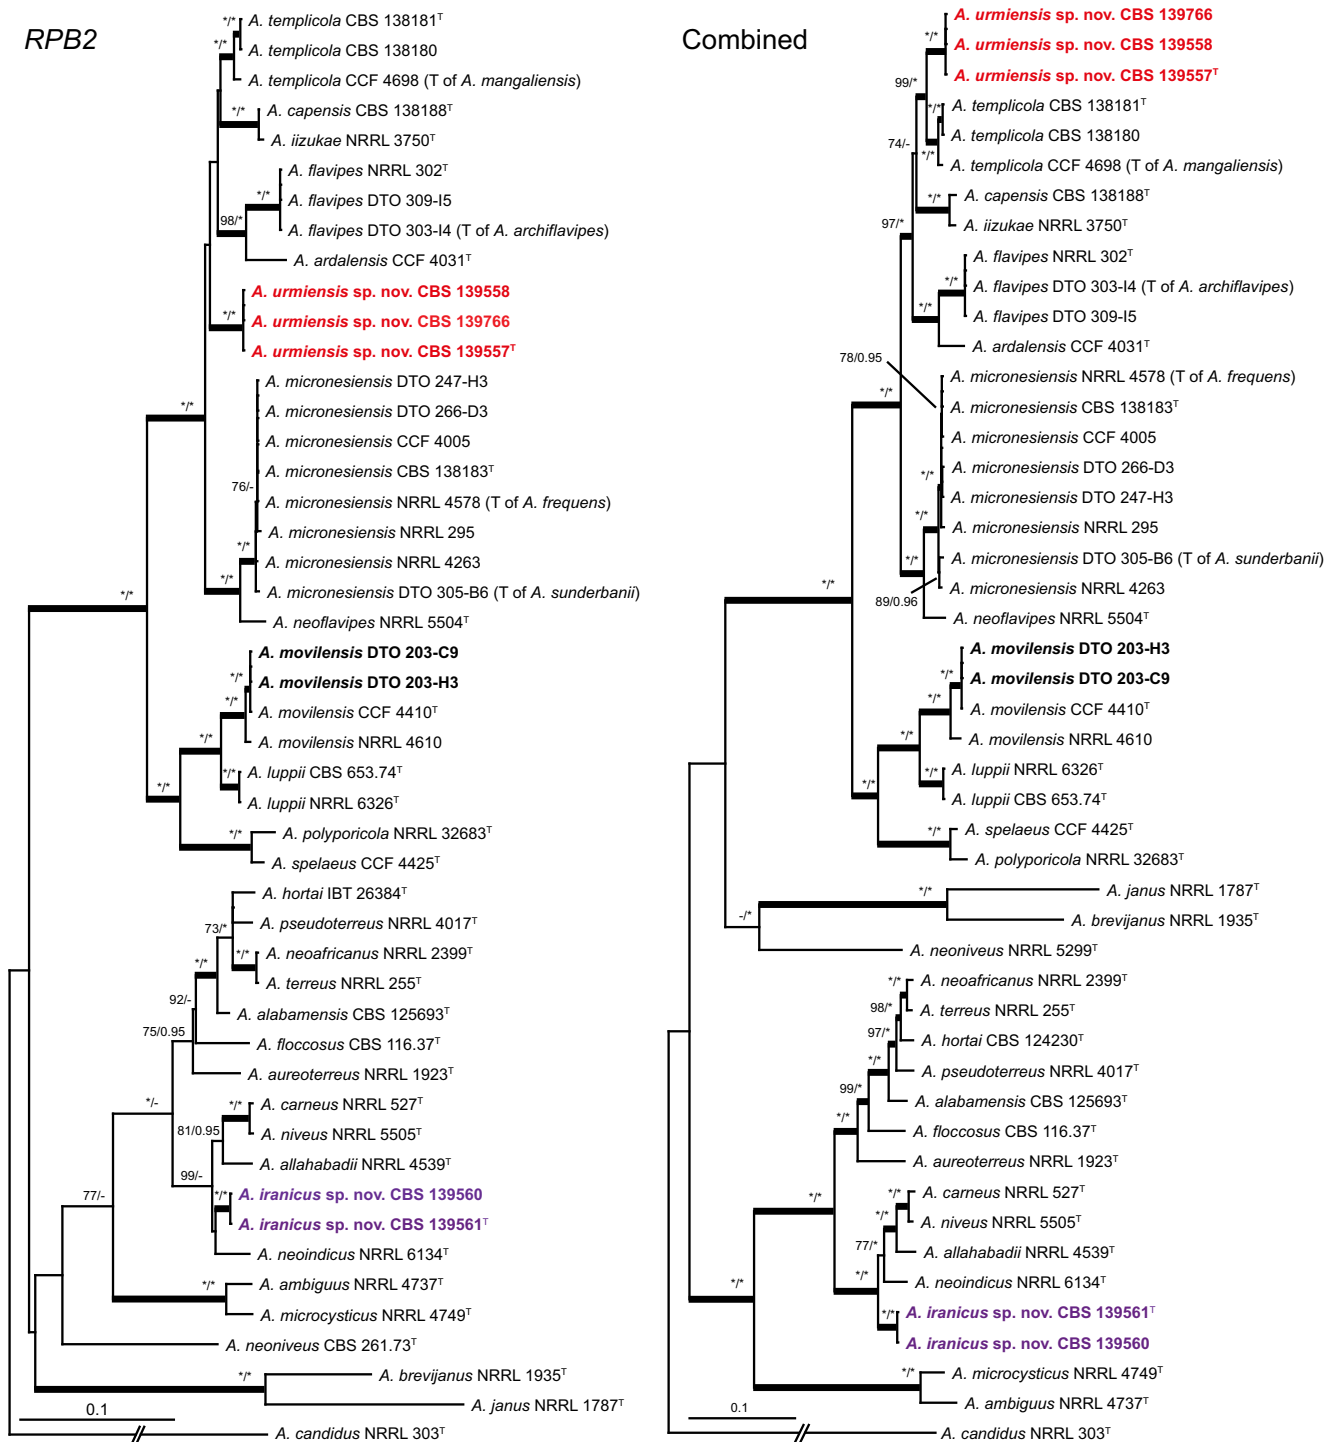 RPB2
*/*
A. templicola CBS 138181T
*/*
A. templicola CBS 138180
A. templicola CCF 4698 (T of A. mangaliensis)
*/*
A. capensis CBS 138188T
A. iizukae NRRL 3750T
A. flavipes NRRL 302T
*/*
A. flavipes DTO 309-I5
98/*
A. flavipes DTO 303-I4 (T of A. archiflavipes)
A. ardalensis CCF 4031T
A. urmiensis sp. nov. CBS 139558
*/*
A. urmiensis sp. nov. CBS 139766
A. urmiensis sp. nov. CBS 139557T
A. micronesiensis DTO 247-H3
*/*
A. micronesiensis DTO 266-D3
A. micronesiensis CCF 4005
A. micronesiensis CBS 138183T
76/-
A. micronesiensis NRRL 4578 (T of A. frequens)
A. micronesiensis NRRL 295
*/*
A. micronesiensis NRRL 4263
*/*
A. micronesiensis DTO 305-B6 (T of A. sunderbanii)
*/*
A. neoflavipes NRRL 5504T
A. movilensis DTO 203-C9
*/*
A. movilensis DTO 203-H3
*/*
A. movilensis CCF 4410T
*/*
A. movilensis NRRL 4610
*/*
A. luppii CBS 653.74T
*/*
A. luppii NRRL 6326T
*/*
A. polyporicola NRRL 32683T
A. spelaeus CCF 4425T
A. hortai IBT 26384T
73/*
A. pseudoterreus NRRL 4017T
*/*
A. neoafricanus NRRL 2399T
*/*
A. terreus NRRL 255T
92/-
A. alabamensis CBS 125693T
75/0.95
A. floccosus CBS 116.37T
A. aureoterreus NRRL 1923T
*/-
*/*
A. carneus NRRL 527T
81/0.95
A. niveus NRRL 5505T
A. allahabadii NRRL 4539T
99/-
77/-
*/*
A. iranicus sp. nov. CBS 139560
A. iranicus sp. nov. CBS 139561T
A. neoindicus NRRL 6134T
*/*
A. ambiguus NRRL 4737T
A. microcysticus NRRL 4749T
A. neoniveus CBS 261.73T
*/*
A. brevijanus NRRL 1935T
A. janus NRRL 1787T
0.1
A. candidus NRRL 303T
Combined
A. urmiensis sp. nov. CBS 139766
*/*
A. urmiensis sp. nov. CBS 139558
A. urmiensis sp. nov. CBS 139557T
99/*
*/*
A. templicola CBS 138181T
A. templicola CBS 138180
74/-
*/*
A. templicola CCF 4698 (T of A. mangaliensis)
*/*
A. capensis CBS 138188T
97/*
A. iizukae NRRL 3750T
A. flavipes NRRL 302T
*/*
A. flavipes DTO 303-I4 (T of A. archiflavipes)
*/*
A. flavipes DTO 309-I5
A. ardalensis CCF 4031T
78/0.95
A. micronesiensis NRRL 4578 (T of A. frequens)
*/*
A. micronesiensis CBS 138183T
A. micronesiensis CCF 4005
*/*
A. micronesiensis DTO 266-D3
A. micronesiensis DTO 247-H3
*/*
A. micronesiensis NRRL 295
*/*
A. micronesiensis DTO 305-B6 (T of A. sunderbanii)
*/*
A. micronesiensis NRRL 4263
89/0.96
A. neoflavipes NRRL 5504T
A. movilensis DTO 203-H3
*/*
A. movilensis DTO 203-C9
*/*
A. movilensis CCF 4410T
*/*
A. movilensis NRRL 4610
*/*
A. luppii NRRL 6326T
*/*
A. luppii CBS 653.74T
*/*
A. spelaeus CCF 4425T
A. polyporicola NRRL 32683T
*/*
A. janus NRRL 1787T
-/*
A. brevijanus NRRL 1935T
A. neoniveus NRRL 5299T
*/*
A. neoafricanus NRRL 2399T
98/*
A. terreus NRRL 255T
97/*
A. hortai CBS 124230T
*/*
A. pseudoterreus NRRL 4017T
99/*
A. alabamensis CBS 125693T
*/*
A. floccosus CBS 116.37T
A. aureoterreus NRRL 1923T
*/*
*/*
A. carneus NRRL 527T
*/*
A. niveus NRRL 5505T
77/*
A. allahabadii NRRL 4539T
*/*
A. neoindicus NRRL 6134T
*/*
*/*
A. iranicus sp. nov. CBS 139561T
A. iranicus sp. nov. CBS 139560
*/*
A. microcysticus NRRL 4749T
A. ambiguus NRRL 4737T
0.1
A. candidus NRRL 303T